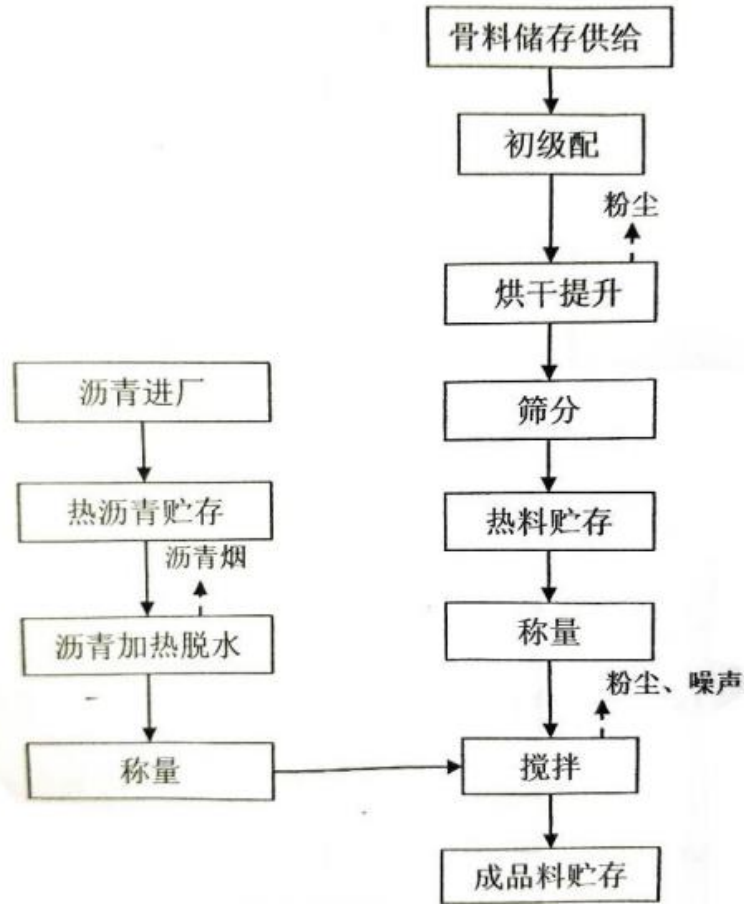 骨料储存供给
初级配
粉尘
烘干提升
沥青进厂
筛分
热沥青贮存
热料贮存
沥青烟
沥青加热脱水
称量
粉尘、噪声
称量
搅拌
成品料贮存